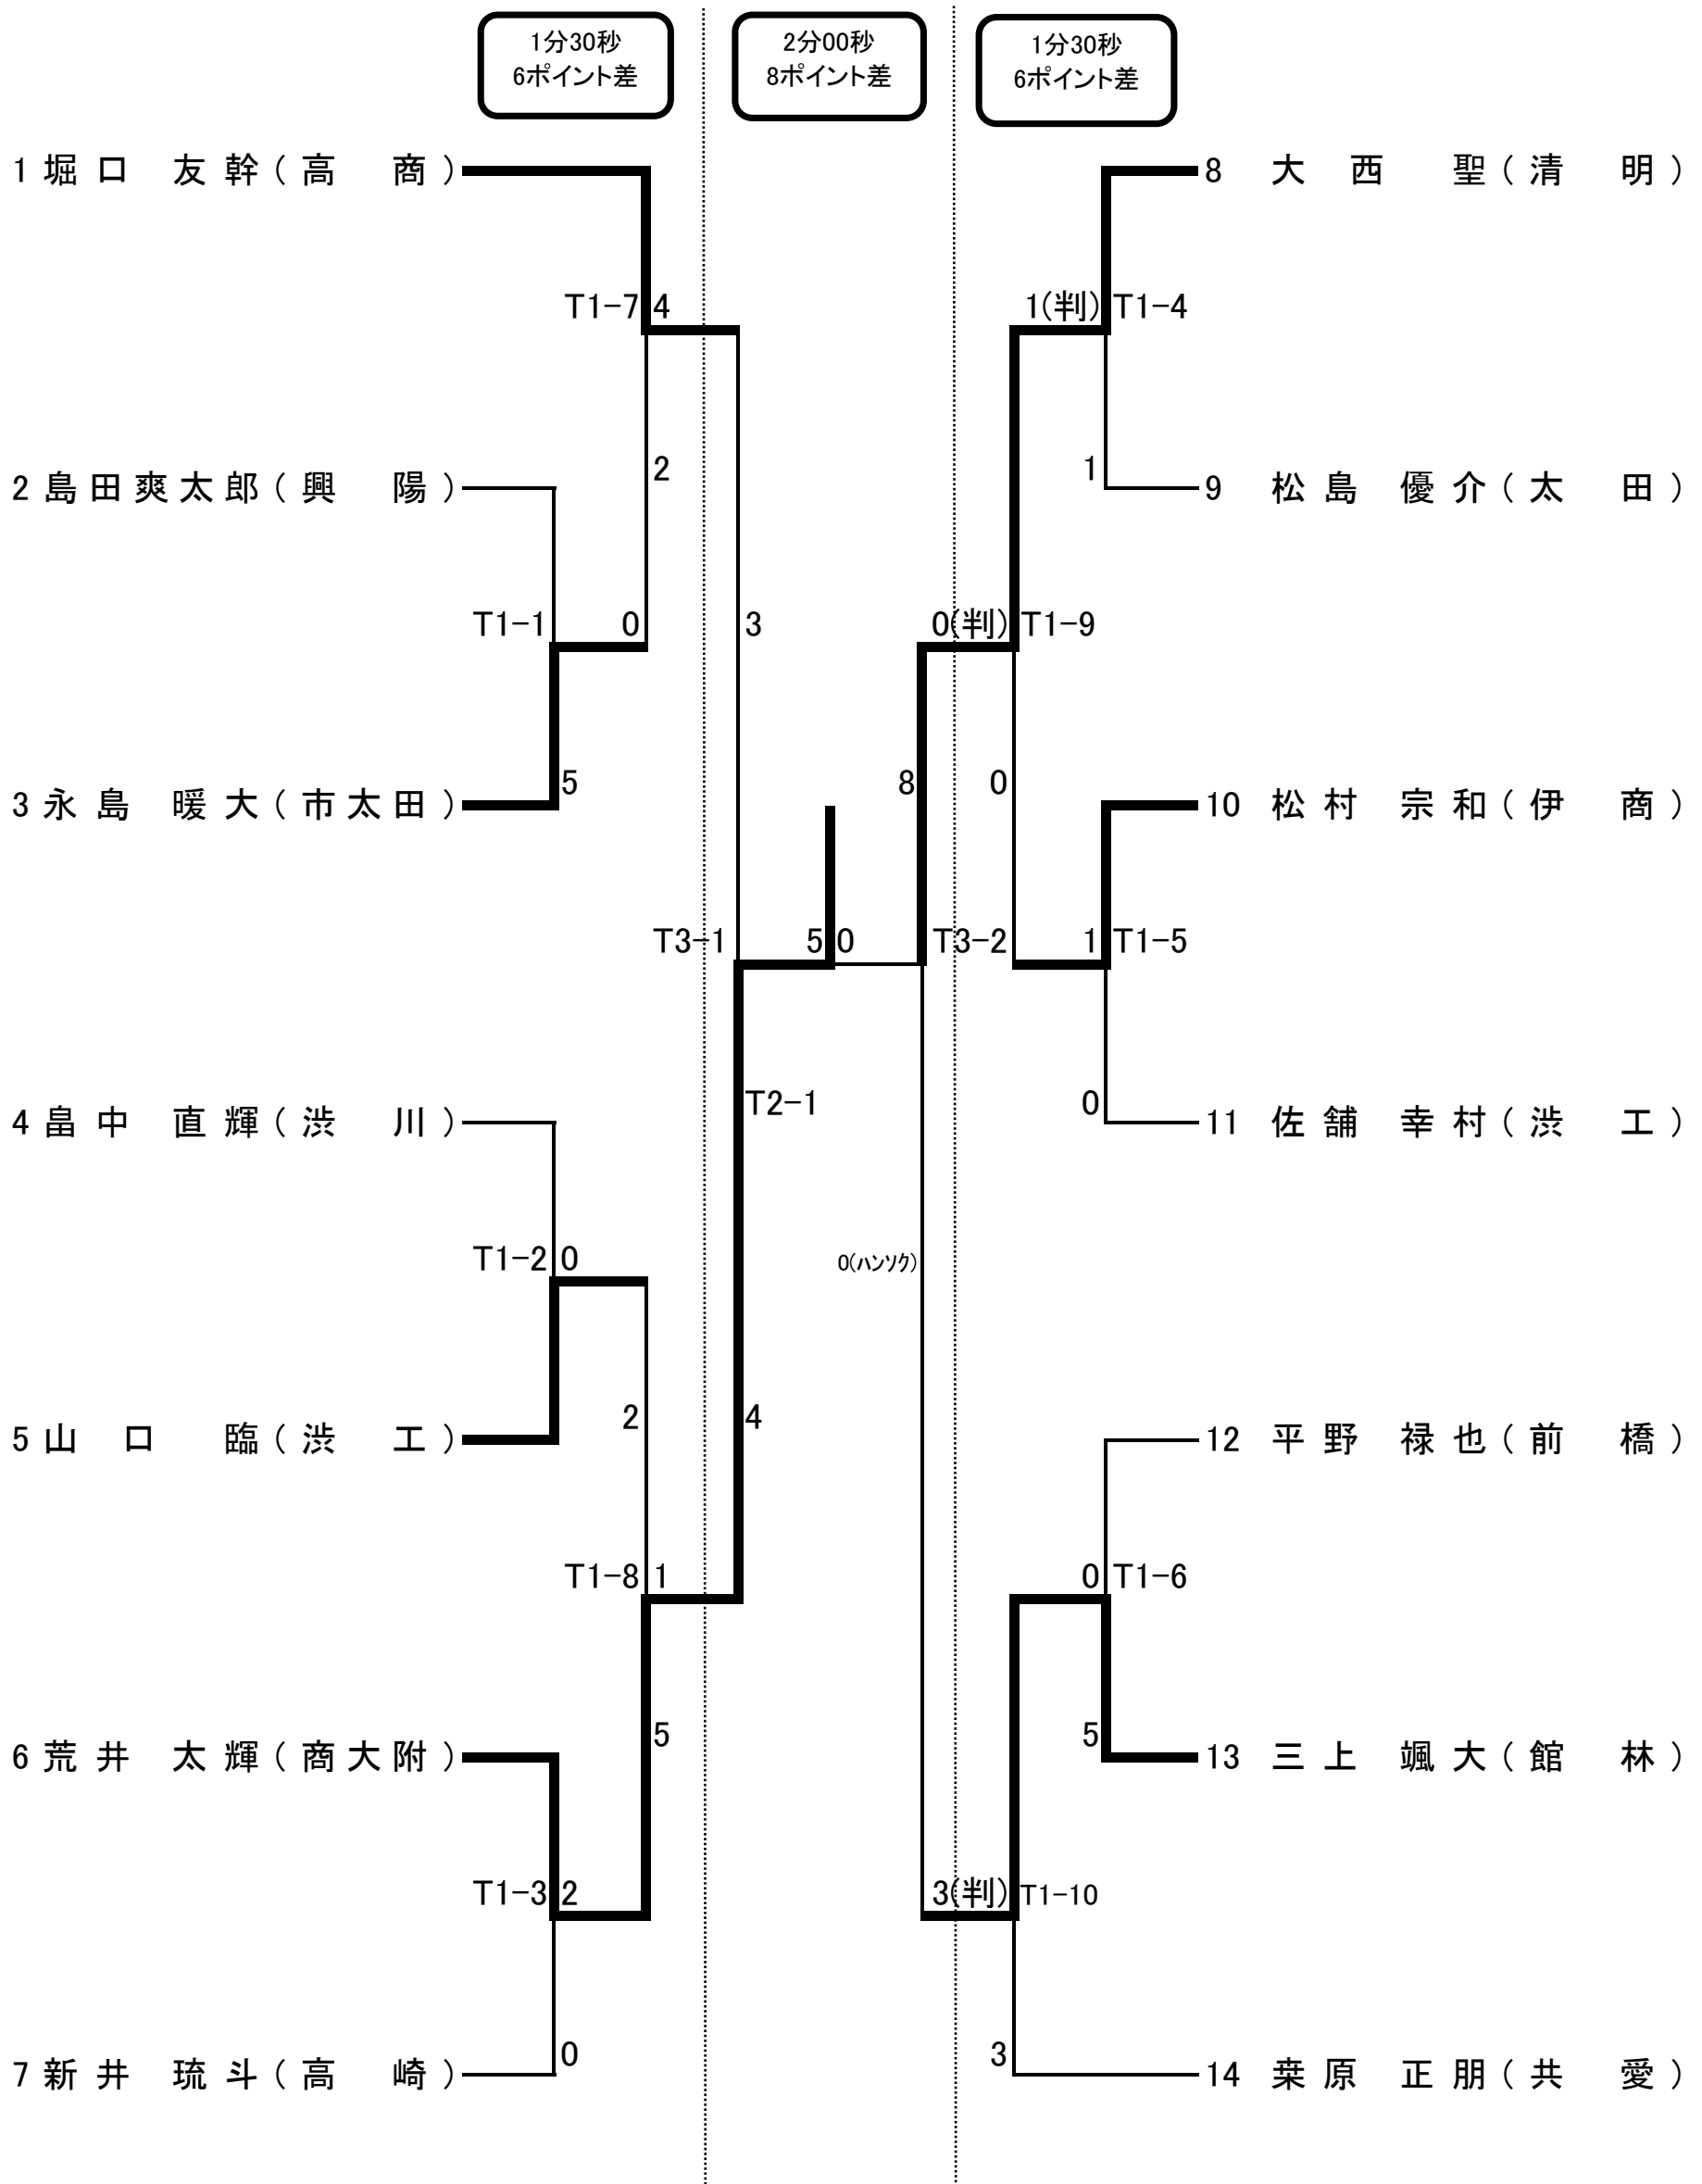 1分30秒
6ポイント差
2分00秒
8ポイント差
1分30秒
6ポイント差
1 堀口 友幹(高 商)
8 大西 聖(清 明)
T1-7 4
1(判) T1-4
2 島田爽太郎(興 陽)
2
1
9 松島 優介(太 田)
T1-1 0
3
0(判) T1-9
3 永島 暖大(市太田)
5
8
0
10 松村 宗和(伊 商)
T3-1
5 0
T3-2
1 T1-5
4 畠中 直輝(渋 川)
T2-1
0
11 佐舗 幸村(渋 工)
T1-2 0
0(ハンソク)
5 山口 臨(渋 工)
2
4
12 平野 禄也(前 橋)
T1-8 1
0 T1-6
6 荒井 太輝(商大附)
5
5
13 三上 颯大(館 林)
T1-3 2
3(判) T1-10
7 新井 琉斗(高 崎)
0
3
14 桒原 正朋(共 愛)